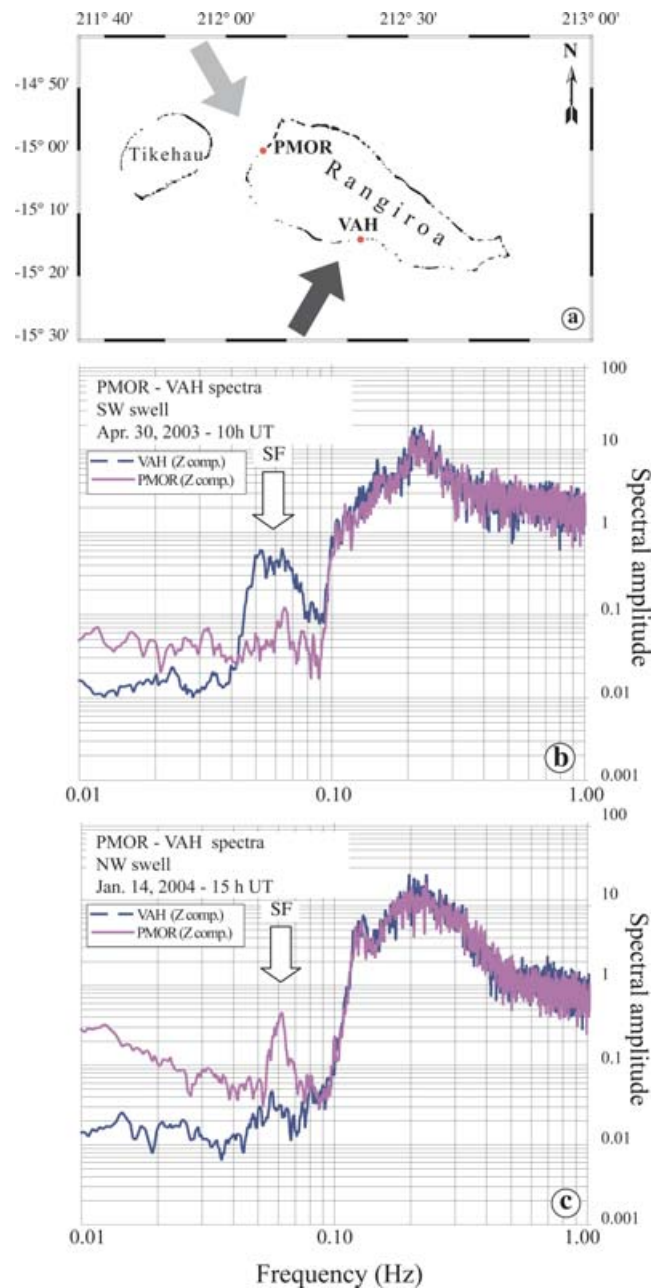 211° 40' 212° 00' 212° 30' 213° 00'
N
-14° 50'
-15° 00'
-15° 10'
-15° 20'
-15° 30'
Tikehau
PMOR
Rangiroa
VAH
a
PMOR - VAH spectra
SW swell
Apr. 30, 2003 - 10h UT
SF
VAH (Z comp.)
PMOR (Z comp.)
100
10
1
0.1
0.01
0.001
Spectral amplitude
b
0.01 0.10 1.00
PMOR - VAH spectra
NW swell
Jan. 14, 2004 - 15 h UT
SF
VAH (Z comp.)
PMOR (Z comp.)
100
10
1
0.1
0.01
0.001
Spectral amplitude
c
0.01 0.10 1.00
Frequency (Hz)